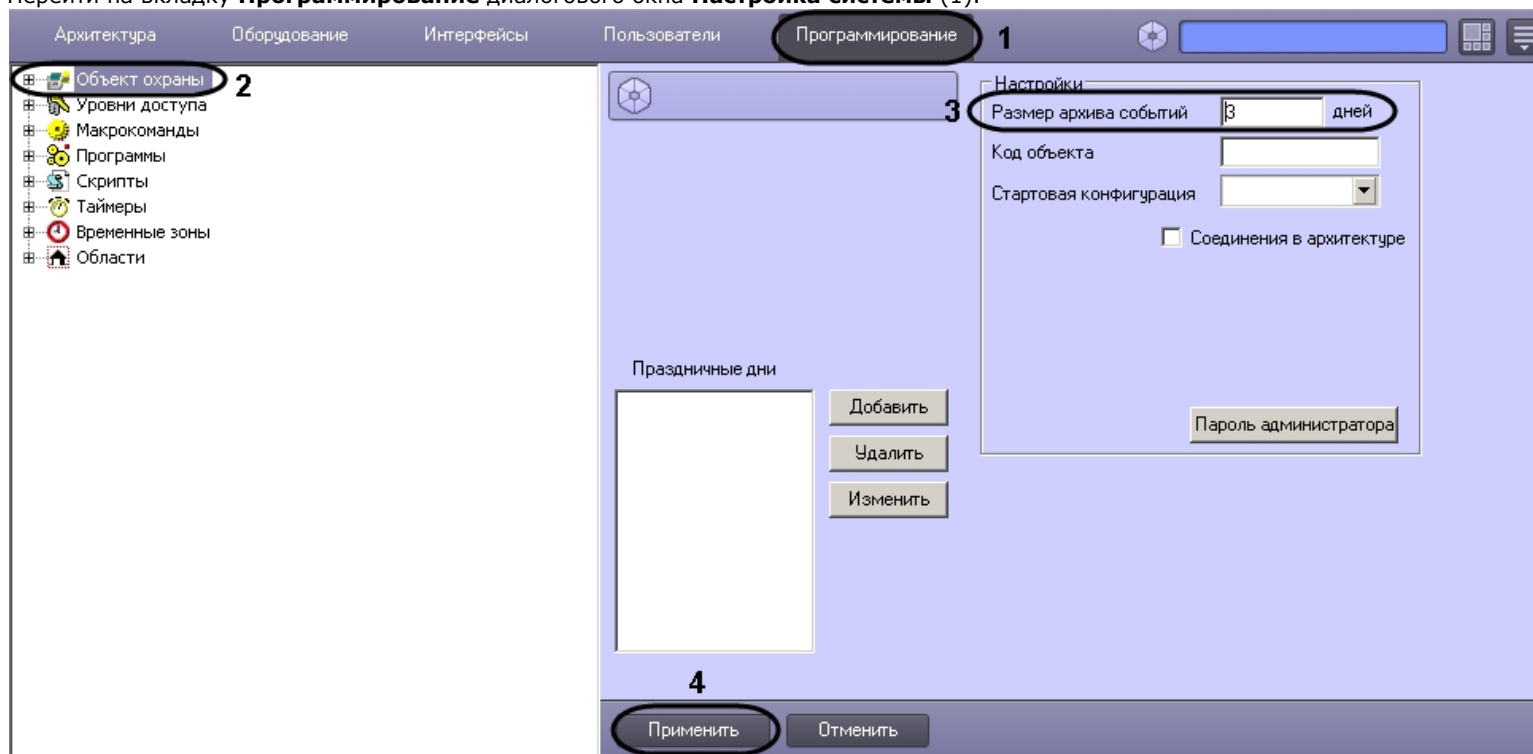 Перейти на вкладку Программирование диалогового окна Настройка системы (1).
Архитектура Оборудование Интерфейсы Пользователи Программирование 1
Объект охраны 2
Уровни доступа
Макрокоманды
Программы
Скрипты
Таймеры
Временные зоны
Области
Настройки
3 Размер архива событий 3 дней
Код объекта
Стартовая конфигурация
Соединения в архитектуре
Пароль администратора
Праздничные дни
Добавить
Удалить
Изменить
4
Применить Отменить